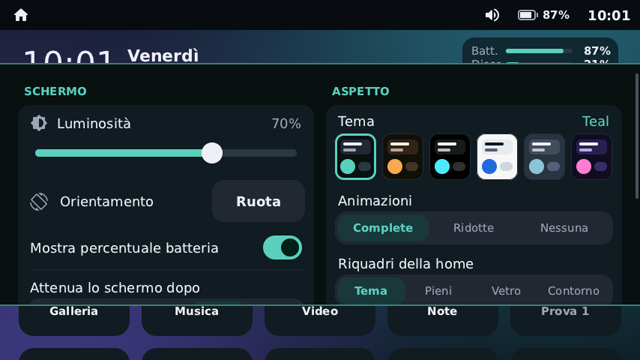 87% 10:01
10:01 Venerdì
Batt. 87%
SCHERMO
Luminosità 70%
Orientamento Ruota
Mostra percentuale batteria
Attenua lo schermo dopo
ASPETTO
Tema Teal
Animazioni
Complete Ridotte Nessuna
Riquadri della home
Tema Pieni Vetro Contorno
Galleria Musica Video Note Prova 1